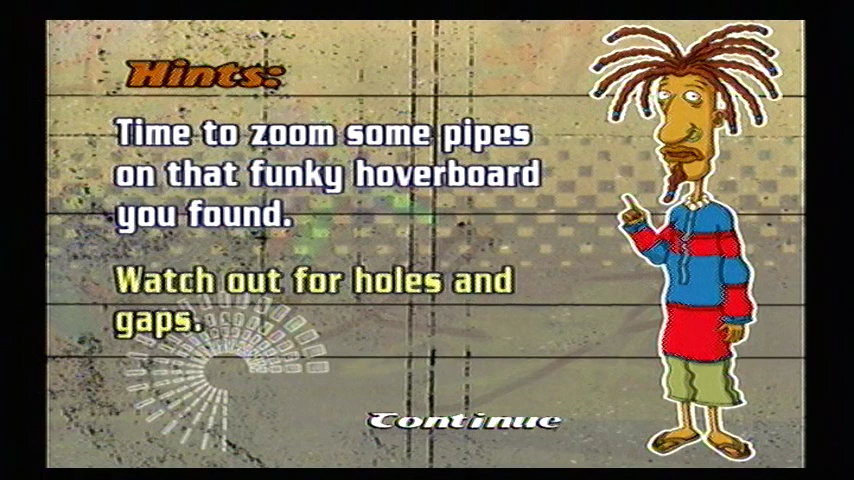 Hints:
Time to zoom some pipes
on that funky hoverboard
you found.
Watch out for holes and
gaps.
Continue